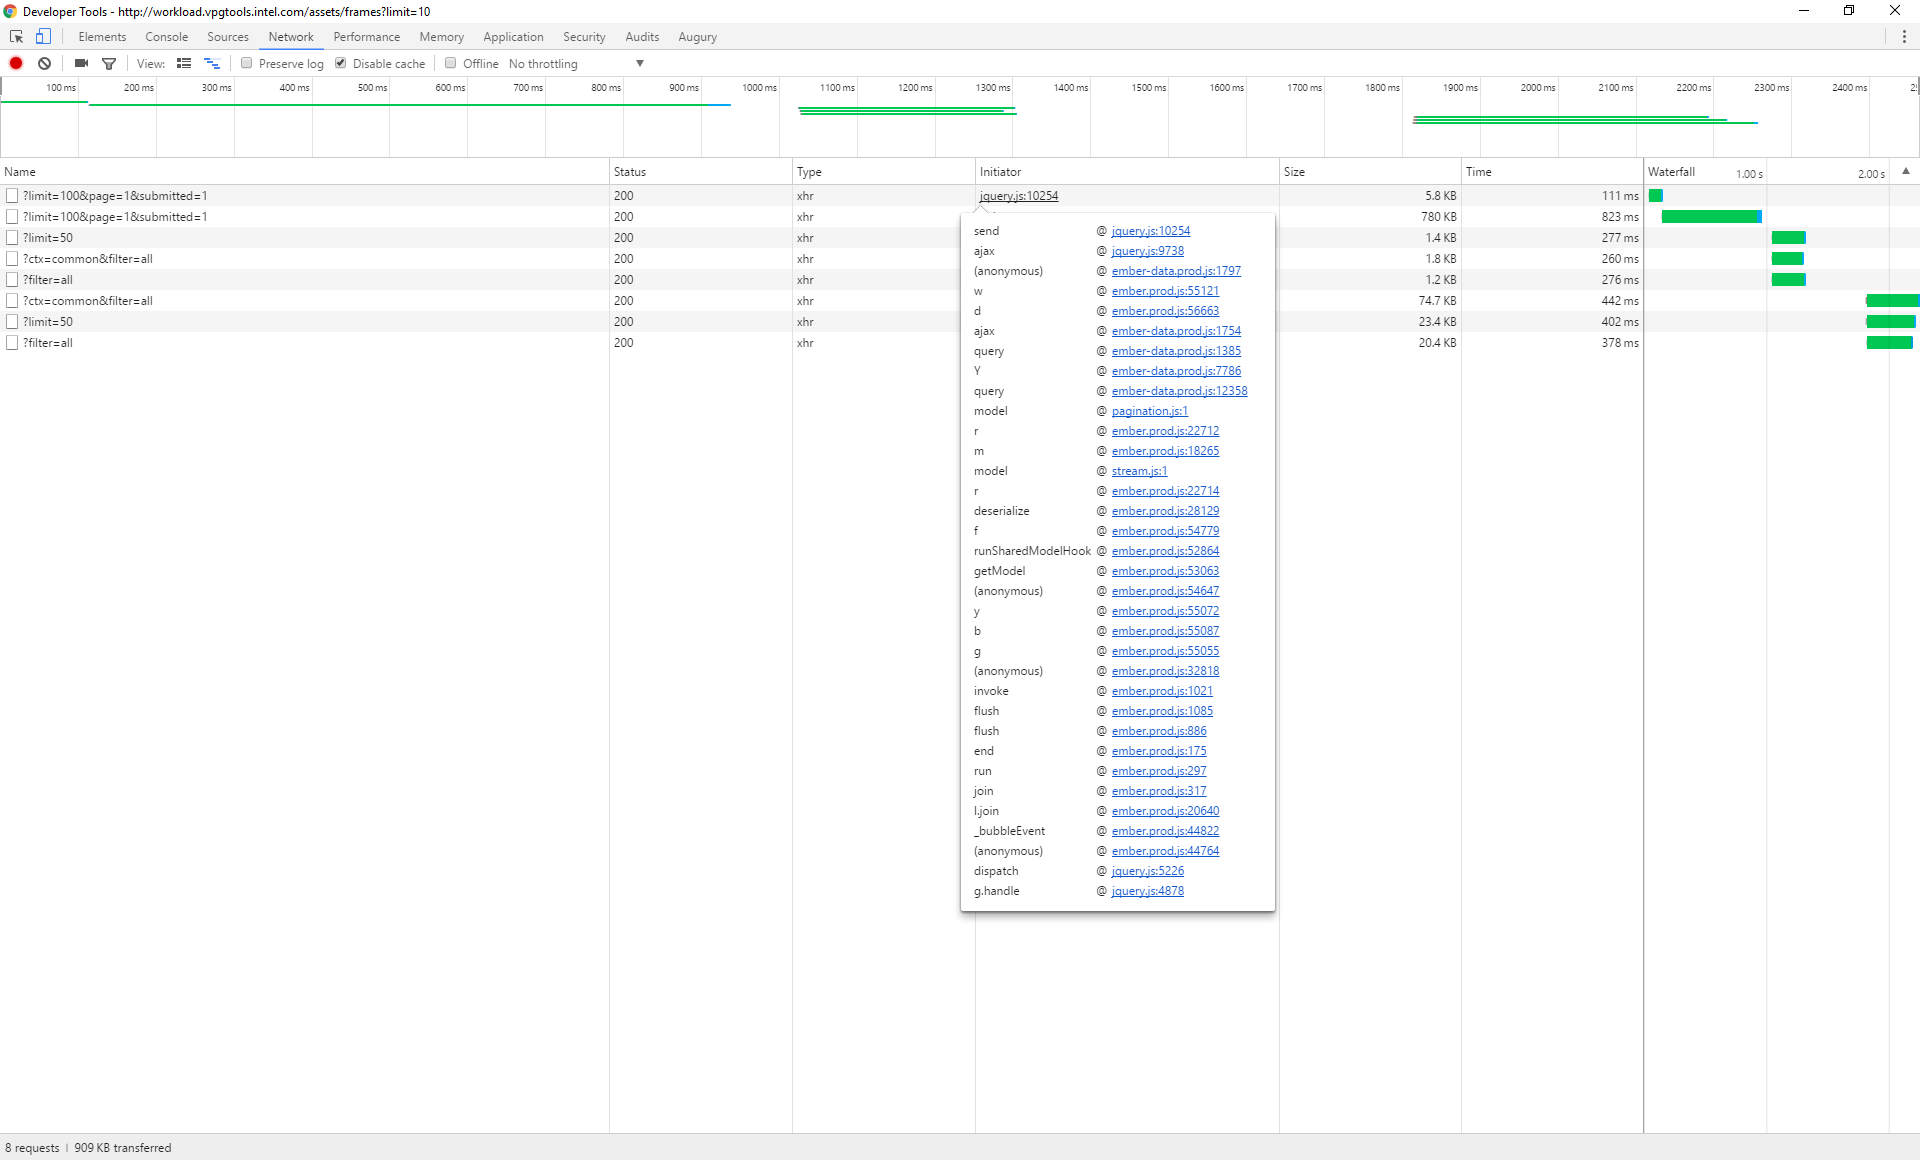 Developer Tools - http://workload.vpgtools.intel.com/assets/frames?limit=10
Elements Console Sources Network Performance Memory Application Security Audits Augury
View: Preserve log Disable cache Offline No throttling
100 ms 200 ms 300 ms 400 ms 500 ms 600 ms 700 ms 800 ms 900 ms 1000 ms 1100 ms 1200 ms 1300 ms 1400 ms 1500 ms 1600 ms 1700 ms 1800 ms 1900 ms 2000 ms 2100 ms 2200 ms 2300 ms 2400 ms
Name Status Type Initiator Size Time Waterfall 1.00 s 2.00 s
?limit=100&page=1&submitted=1 200 xhr jquery.js:10254 5.8 KB 111 ms
?limit=100&page=1&submitted=1 200 xhr 780 KB 823 ms
?limit=50 200 xhr 1.4 KB 277 ms
?ctx=common&filter=all 200 xhr 1.8 KB 260 ms
?filter=all 200 xhr 1.2 KB 276 ms
?ctx=common&filter=all 200 xhr 74.7 KB 442 ms
?limit=50 200 xhr 23.4 KB 402 ms
?filter=all 200 xhr 20.4 KB 378 ms
send @ jquery.js:10254
ajax @ jquery.js:9738
(anonymous) @ ember-data.prod.js:1797
w @ ember.prod.js:55121
d @ ember.prod.js:56663
ajax @ ember-data.prod.js:1754
query @ ember-data.prod.js:1385
Y @ ember-data.prod.js:7786
query @ ember-data.prod.js:12358
model @ pagination.js:1
r @ ember.prod.js:22712
m @ ember.prod.js:18265
model @ stream.js:1
r @ ember.prod.js:22714
deserialize @ ember.prod.js:28129
f @ ember.prod.js:54779
runSharedModelHook @ ember.prod.js:52864
getModel @ ember.prod.js:53063
(anonymous) @ ember.prod.js:54647
y @ ember.prod.js:55072
b @ ember.prod.js:55087
g @ ember.prod.js:55055
(anonymous) @ ember.prod.js:32818
invoke @ ember.prod.js:1021
flush @ ember.prod.js:1085
flush @ ember.prod.js:886
end @ ember.prod.js:175
run @ ember.prod.js:297
join @ ember.prod.js:317
l.join @ ember.prod.js:20640
_bubbleEvent @ ember.prod.js:44822
(anonymous) @ ember.prod.js:44764
dispatch @ jquery.js:5226
g.handle @ jquery.js:4878
8 requests | 909 KB transferred